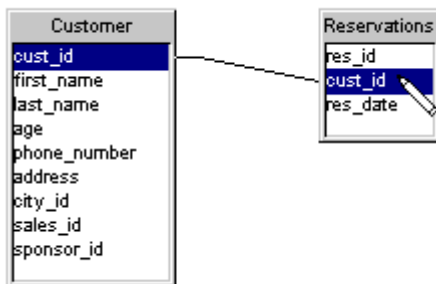 Customer
cust_id
first_name
last_name
age
phone_number
address
city_id
sales_id
sponsor_id
Reservations
res_id
cust_id
res_date